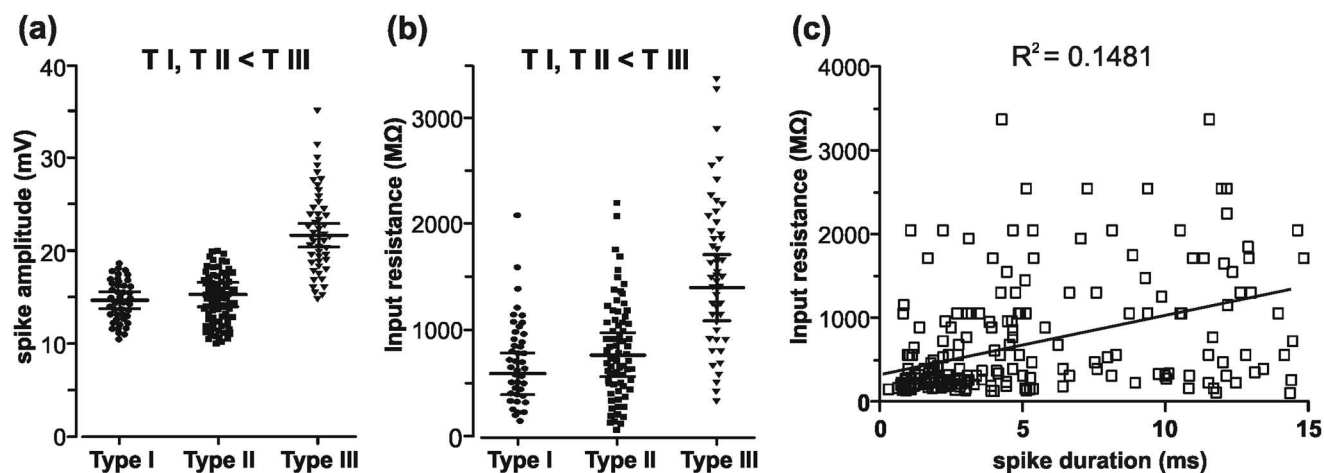 (a)
T I, T II < T III
spike amplitude (mV)
40
30
20
10
0
Type I Type II Type III
(b)
T I, T II < T III
Input resistance (MΩ)
3000
2000
1000
0
Type I Type II Type III
(c)
R² = 0.1481
Input resistance (MΩ)
4000
3000
2000
1000
0
0 5 10 15
spike duration (ms)